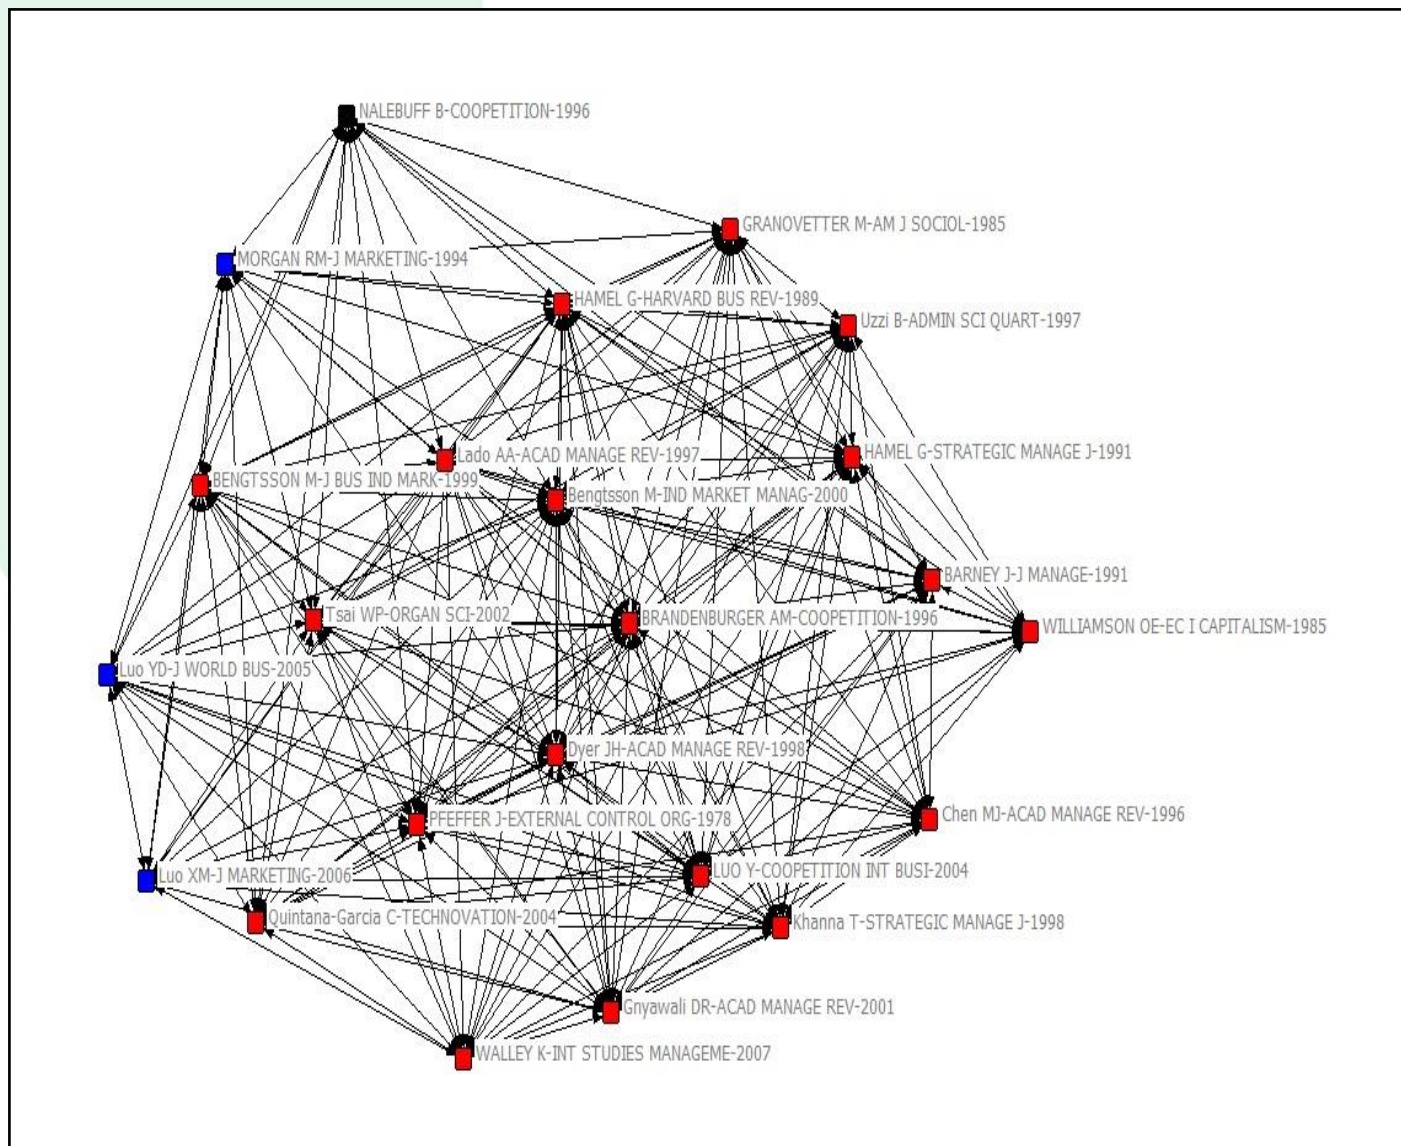 NALEBUFF B-COOPETITION-1996
GRANOVETTER M-AM J SOCIOL-1985
MORGAN RM-J MARKETING-1994
HAMEL G-HARVARD BUS REV-1989
Uzzi B-ADMIN SCI QUART-1997
Lado AA-ACAD MANAGE REV-1997
HAMEL G-STRATEGIC MANAGE J-1991
BENGTSSON M-J BUS IND MARK-1999
Bengtsson M-IND MARKET MANAG-2000
BARNEY J-J MANAGE-1991
Tsai WP-ORGAN SCI-2002
BRANDENBURGER AM-COOPETITION-1996
WILLIAMSON OE-EC I CAPITALISM-1985
Luo YD-J WORLD BUS-2005
Dyer JH-ACAD MANAGE REV-1998
PFEFFER J-EXTERNAL CONTROL ORG-1978
Chen MJ-ACAD MANAGE REV-1996
Luo XM-J MARKETING-2006
LUO Y-COOPETITION INT BUSI-2004
Quintana-Garcia C-TECHNOVATION-2004
Khanna T-STRATEGIC MANAGE J-1998
Gnyawali DR-ACAD MANAGE REV-2001
WALLEY K-INT STUDIES MANAGEME-2007